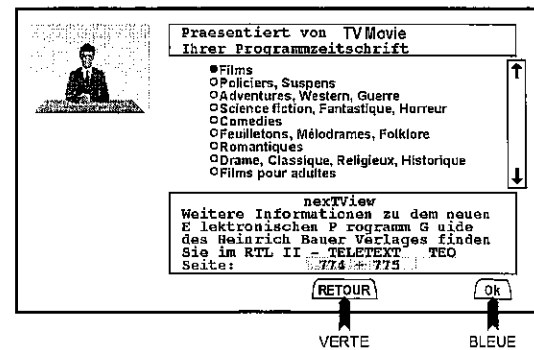 Praesentiert von TV Movie
Ihrer Programmzeitschrift
Films
Policiers, Suspens
Adventures, Western, Guerre
Science fiction, Fantastique, Horreur
Comedies
Feuilletons, Mélodrames, Folklore
Romantiques
Drame, Classique, Religieux, Historique
Films pour adultes
nexTView
Weitere Informationen zu dem neuen
E lektronischen P rogramm G uide
des Heinrich Bauer Verlages finden
Sie im RTL II - TELETEXT TEO
Seite: 774 + 775
RETOUR Ok
VERTE BLEUE